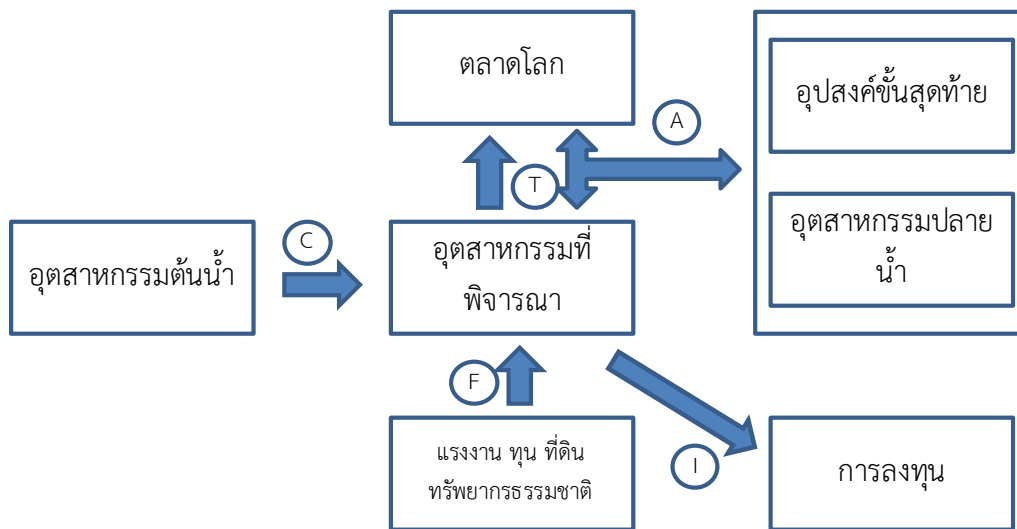 ตลาดโลก
อุปสงค์ขั้นสุดท้าย
A
T
อุตสาหกรรมปลาย
น้ำ
C
อุตสาหกรรมต้นน้ำ
อุตสาหกรรมที่
พิจารณา
F
แรงงาน ทุน ที่ดิน
ทรัพยากรธรรมชาติ
I
การลงทุน